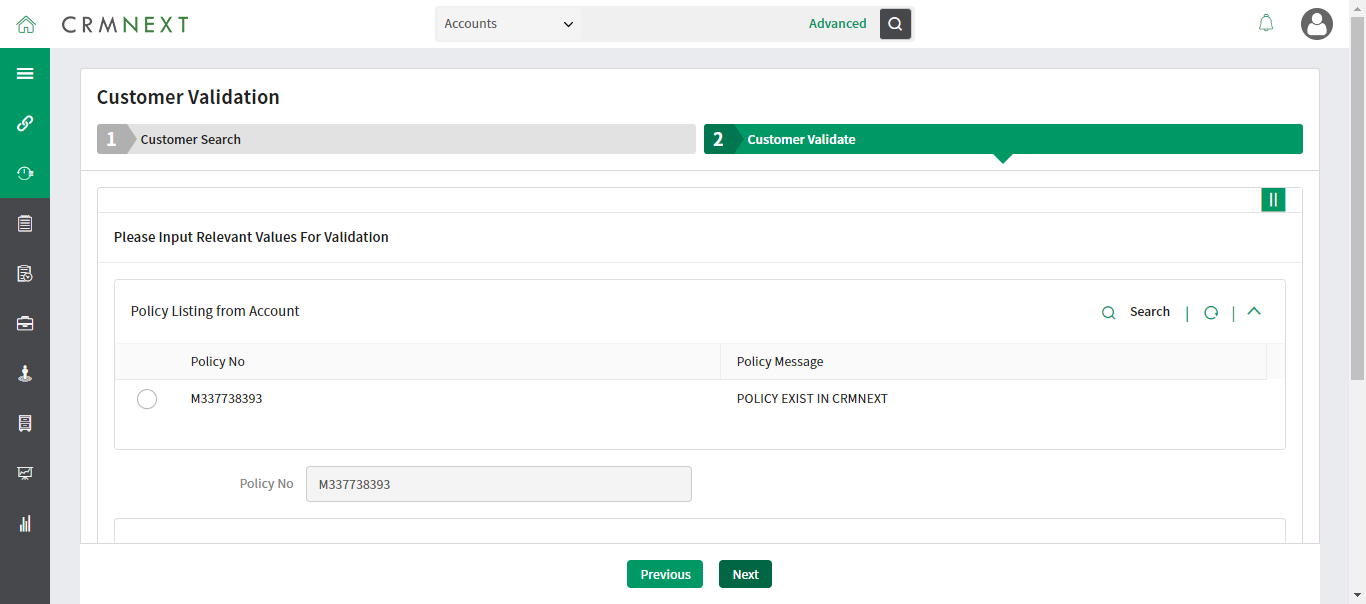 CRMNEXT
Accounts
Advanced
Customer Validation
1 Customer Search
2 Customer Validate
Please Input Relevant Values For Validation
Policy Listing from Account
Search | |
Policy No Policy Message
M337738393 POLICY EXIST IN CRMNEXT
Policy No M337738393
Previous Next